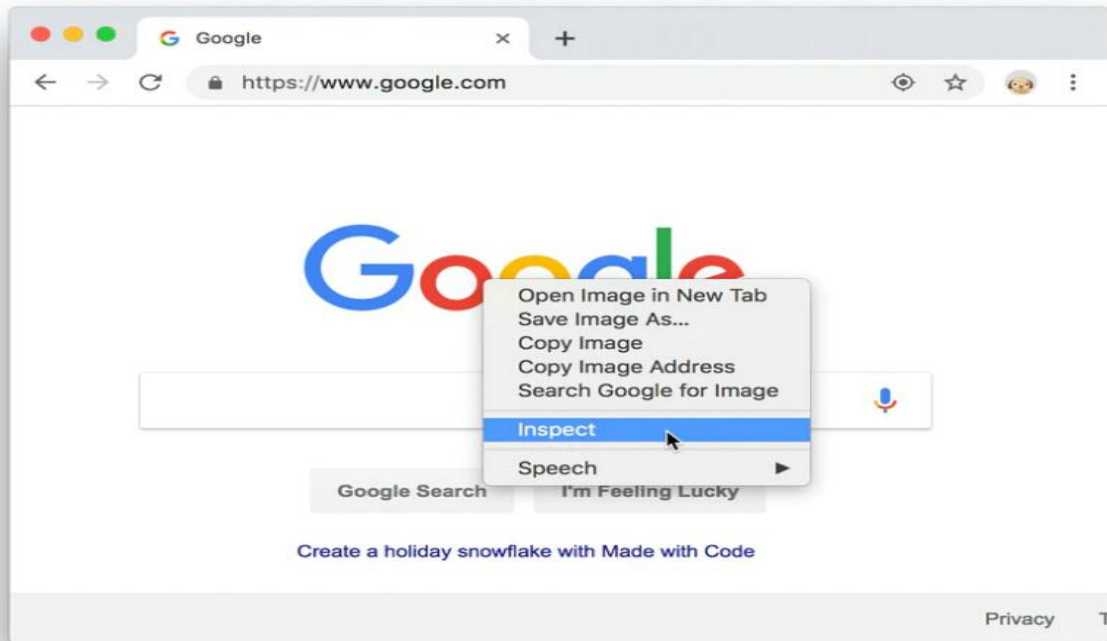 Google
https://www.google.com
Google
Open Image in New Tab
Save Image As...
Copy Image
Copy Image Address
Search Google for Image
Inspect
Speech
Google Search
I'm Feeling Lucky
Create a holiday snowflake with Made with Code
Privacy